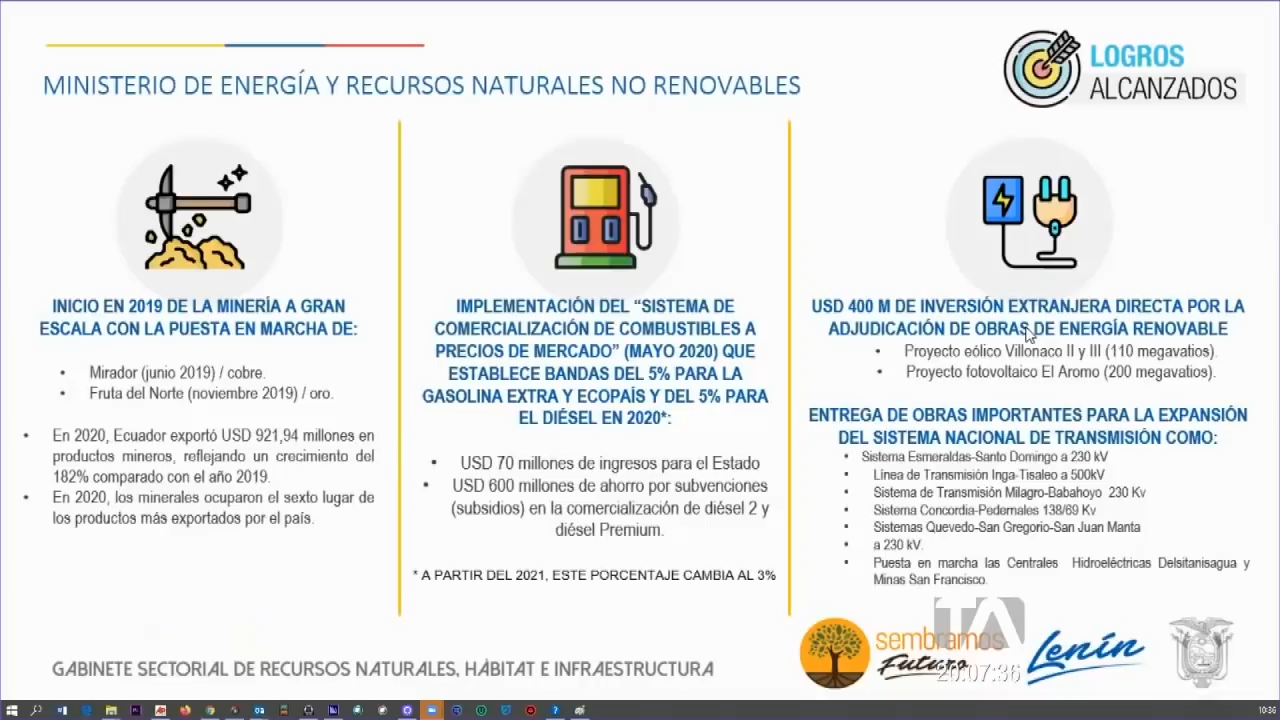 LOGROS
ALCANZADOS
MINISTERIO DE ENERGÍA Y RECURSOS NATURALES NO RENOVABLES
INICIO EN 2019 DE LA MINERÍA A GRAN
ESCALA CON LA PUESTA EN MARCHA DE:
• Mirador (junio 2019) / cobre.
• Fruta del Norte (noviembre 2019) / oro.
• En 2020, Ecuador exportó USD 921,94 millones en
productos mineros, reflejando un crecimiento del
182% comparado con el año 2019.
• En 2020, los minerales ocuparon el sexto lugar de
los productos más exportados por el país.
IMPLEMENTACIÓN DEL “SISTEMA DE
COMERCIALIZACIÓN DE COMBUSTIBLES A
PRECIOS DE MERCADO” (MAYO 2020) QUE
ESTABLECE BANDAS DEL 5% PARA LA
GASOLINA EXTRA Y ECOPAÍS Y DEL 5% PARA
EL DIÉSEL EN 2020*:
• USD 70 millones de ingresos para el Estado
• USD 600 millones de ahorro por subvenciones
(subsidios) en la comercialización de diésel 2 y
diésel Premium.
* A PARTIR DEL 2021, ESTE PORCENTAJE CAMBIA AL 3%
USD 400 M DE INVERSIÓN EXTRANJERA DIRECTA POR LA
ADJUDICACIÓN DE OBRAS DE ENERGÍA RENOVABLE
• Proyecto eólico Villonaco II y III (110 megavatios).
• Proyecto fotovoltaico El Aromo (200 megavatios).
ENTREGA DE OBRAS IMPORTANTES PARA LA EXPANSIÓN
DEL SISTEMA NACIONAL DE TRANSMISIÓN COMO:
• Sistema Esmeraldas-Santo Domingo a 230 kV
• Línea de Transmisión Inga-Tisaleo a 500kV
• Sistema de Transmisión Milagro-Babahoyo 230 Kv
• Sistema Concordia-Pedernales 138/69 Kv
• Sistemas Quevedo-San Gregorio-San Juan Manta
• a 230 kV.
• Puesta en marcha las Centrales Hidroeléctricas Delsitanisagua y
Minas San Francisco.
GABINETE SECTORIAL DE RECURSOS NATURALES, HÁBITAT E INFRAESTRUCTURA
sembramos
Futuro
Lenín
TA
20:07:36
10:36